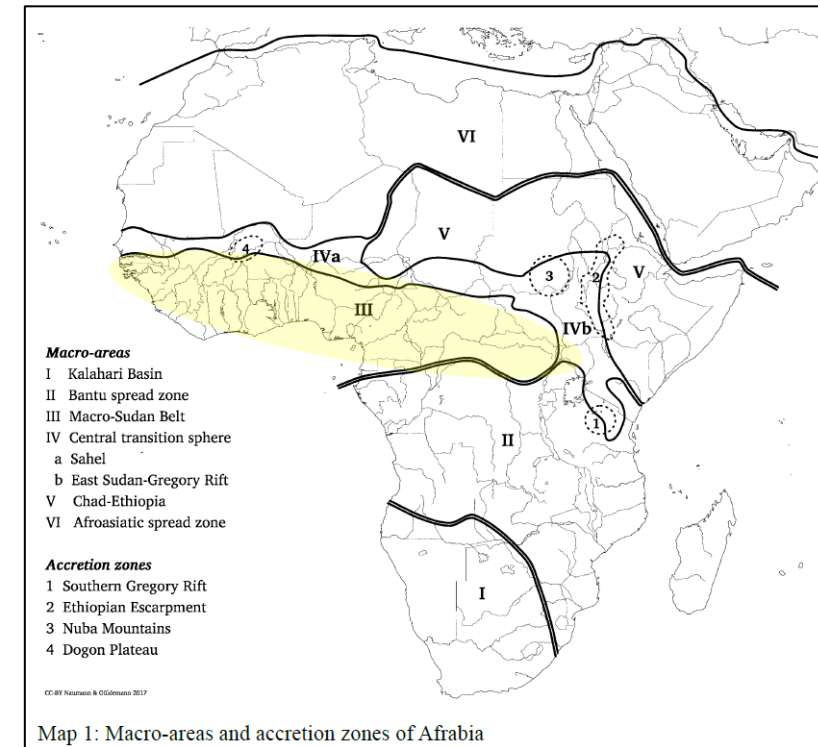 VI
V
4
IVa
3
2
V
III
IVb
Macro-areas
I Kalahari Basin
II Bantu spread zone
III Macro-Sudan Belt
IV Central transition sphere
a Sahel
b East Sudan-Gregory Rift
V Chad-Ethiopia
VI Afroasiatic spread zone
1
II
Accretion zones
1 Southern Gregory Rift
2 Ethiopian Escarpment
3 Nuba Mountains
4 Dogon Plateau
I
CC-BY Naumann & Güldemann 2017
Map 1: Macro-areas and accretion zones of Afrabia